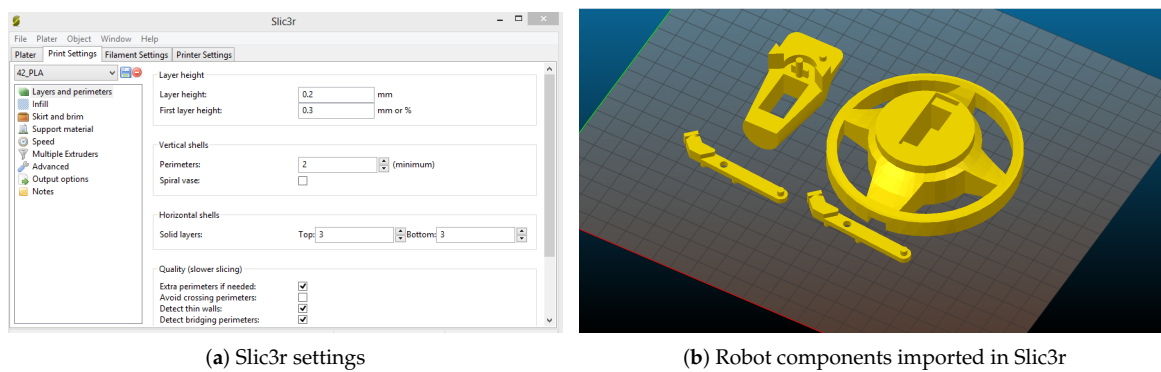 Slic3r
File Plater Object Window Help
Plater Print Settings Filament Settings Printer Settings
42_PLA
Layers and perimeters
Infill
Skirt and brim
Support material
Speed
Multiple Extruders
Advanced
Output options
Notes
Layer height
Layer height: 0.2 mm
First layer height: 0.3 mm or %
Vertical shells
Perimeters: 2 (minimum)
Spiral vase:
Horizontal shells
Solid layers: Top: 3 Bottom: 3
Quality (slower slicing)
Extra perimeters if needed:
Avoid crossing perimeters:
Detect thin walls:
Detect bridging perimeters:
(a) Slic3r settings
(b) Robot components imported in Slic3r